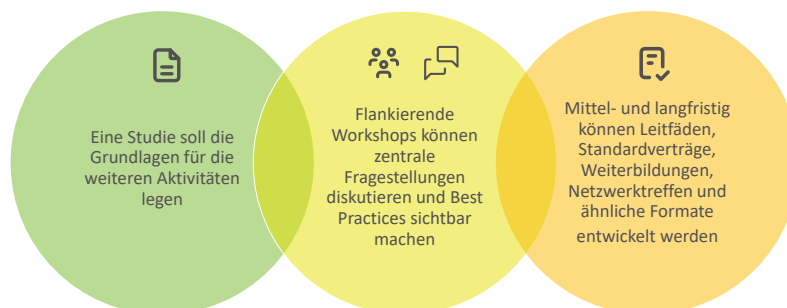 Eine Studie soll die
Grundlagen für die
weiteren Aktivitäten
legen
Flankierende
Workshops können
zentrale
Fragestellungen
diskutieren und Best
Practices sichtbar
machen
Mittel- und langfristig
können Leitfäden,
Standardverträge,
Weiterbildungen,
Netzwerktreffen und
ähnliche Formate
entwickelt werden